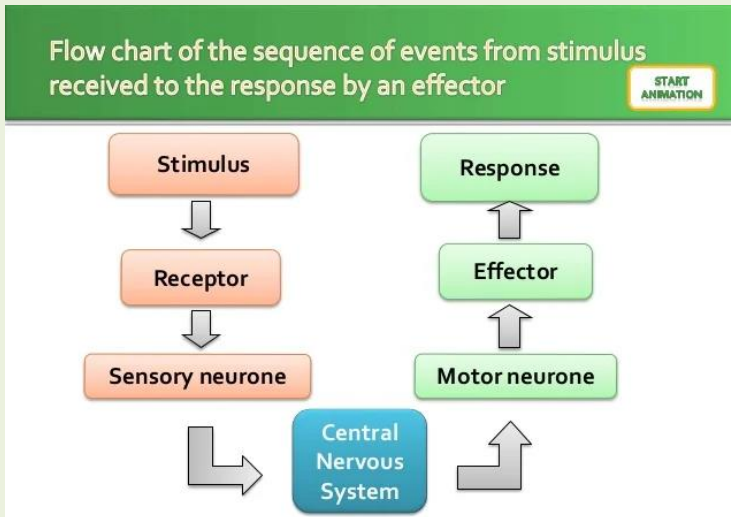 Flow chart of the sequence of events from stimulus
received to the response by an effector
START
ANIMATION
Stimulus
Receptor
Sensory neurone
Central
Nervous
System
Motor neurone
Effector
Response